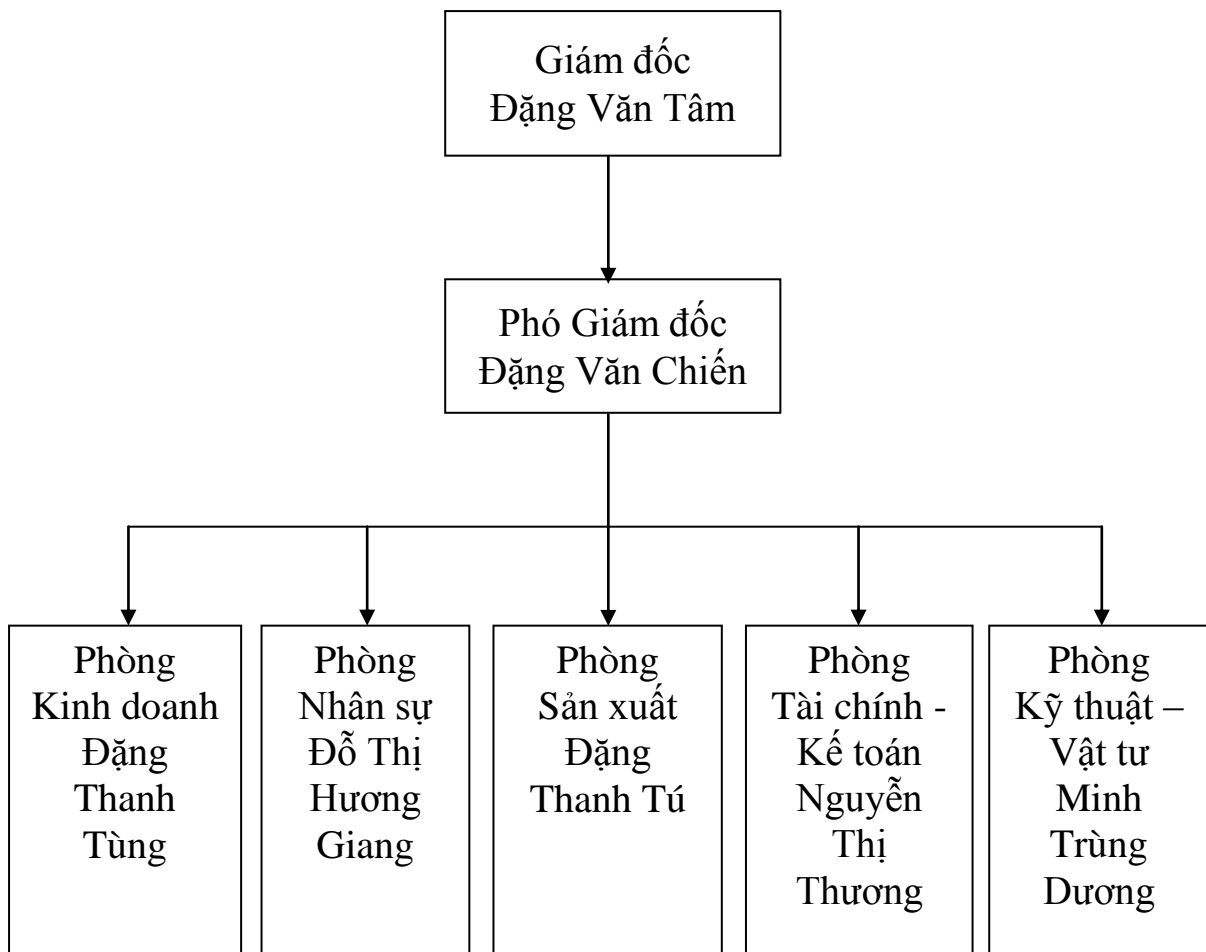 Giám đốc
Đặng Văn Tâm
Phó Giám đốc
Đặng Văn Chiến
Phòng
Kinh doanh
Đặng
Thanh
Tùng
Phòng
Nhân sự
Đỗ Thị
Hương
Giang
Phòng
Sản xuất
Đặng
Thanh Tú
Phòng
Tài chính -
Kế toán
Nguyễn
Thị
Thương
Phòng
Kỹ thuật –
Vật tư
Minh
Trùng
Dương